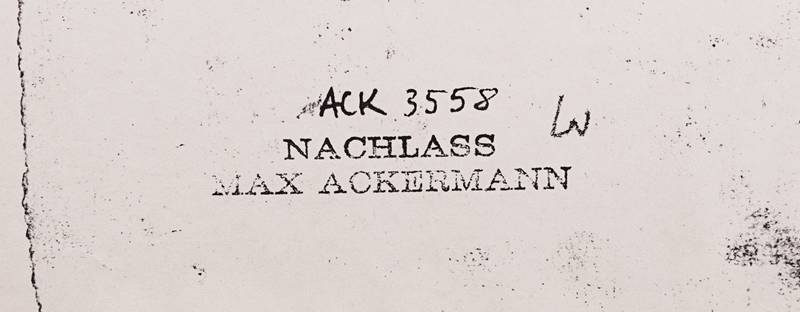 ACK 3558
NACHLASS
MAX ACKERMANN